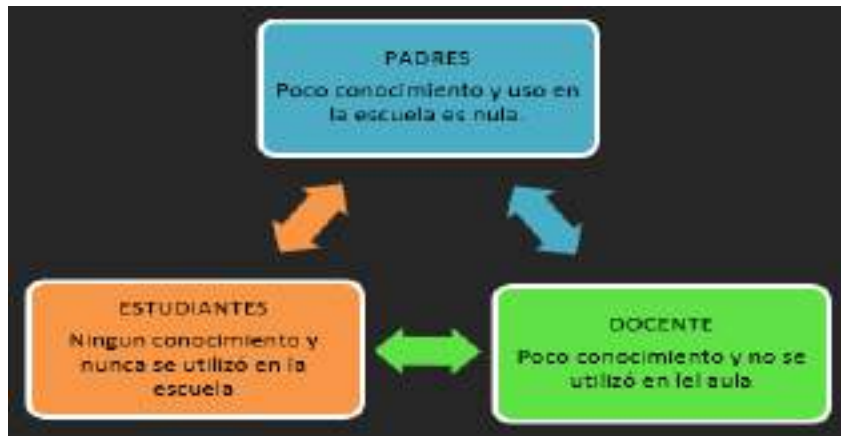 PADRES
Poco conocimiento y uso en
la escuela es nula.
ESTUDIANTES
Ningun conocimiento y
nunca se utilizó en la
escuela
DOCENTE
Poco conocimiento y no se
utilizó en lel aula